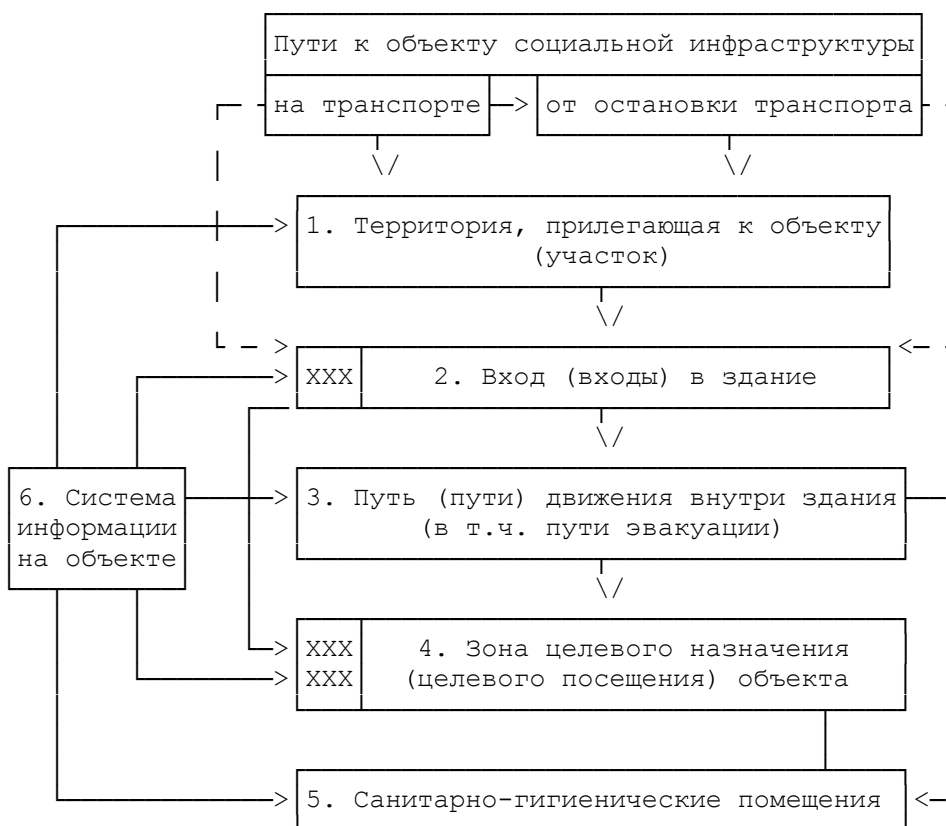 Пути к объекту социальной инфраструктуры
на транспорте
от остановки транспорта
1. Территория, прилегающая к объекту
(участок)
XXX
2. Вход (входы) в здание
6. Система
информации
на объекте
3. Путь (пути) движения внутри здания
(в т.ч. пути эвакуации)
XXX
XXX
4. Зона целевого назначения
(целевого посещения) объекта
5. Санитарно-гигиенические помещения